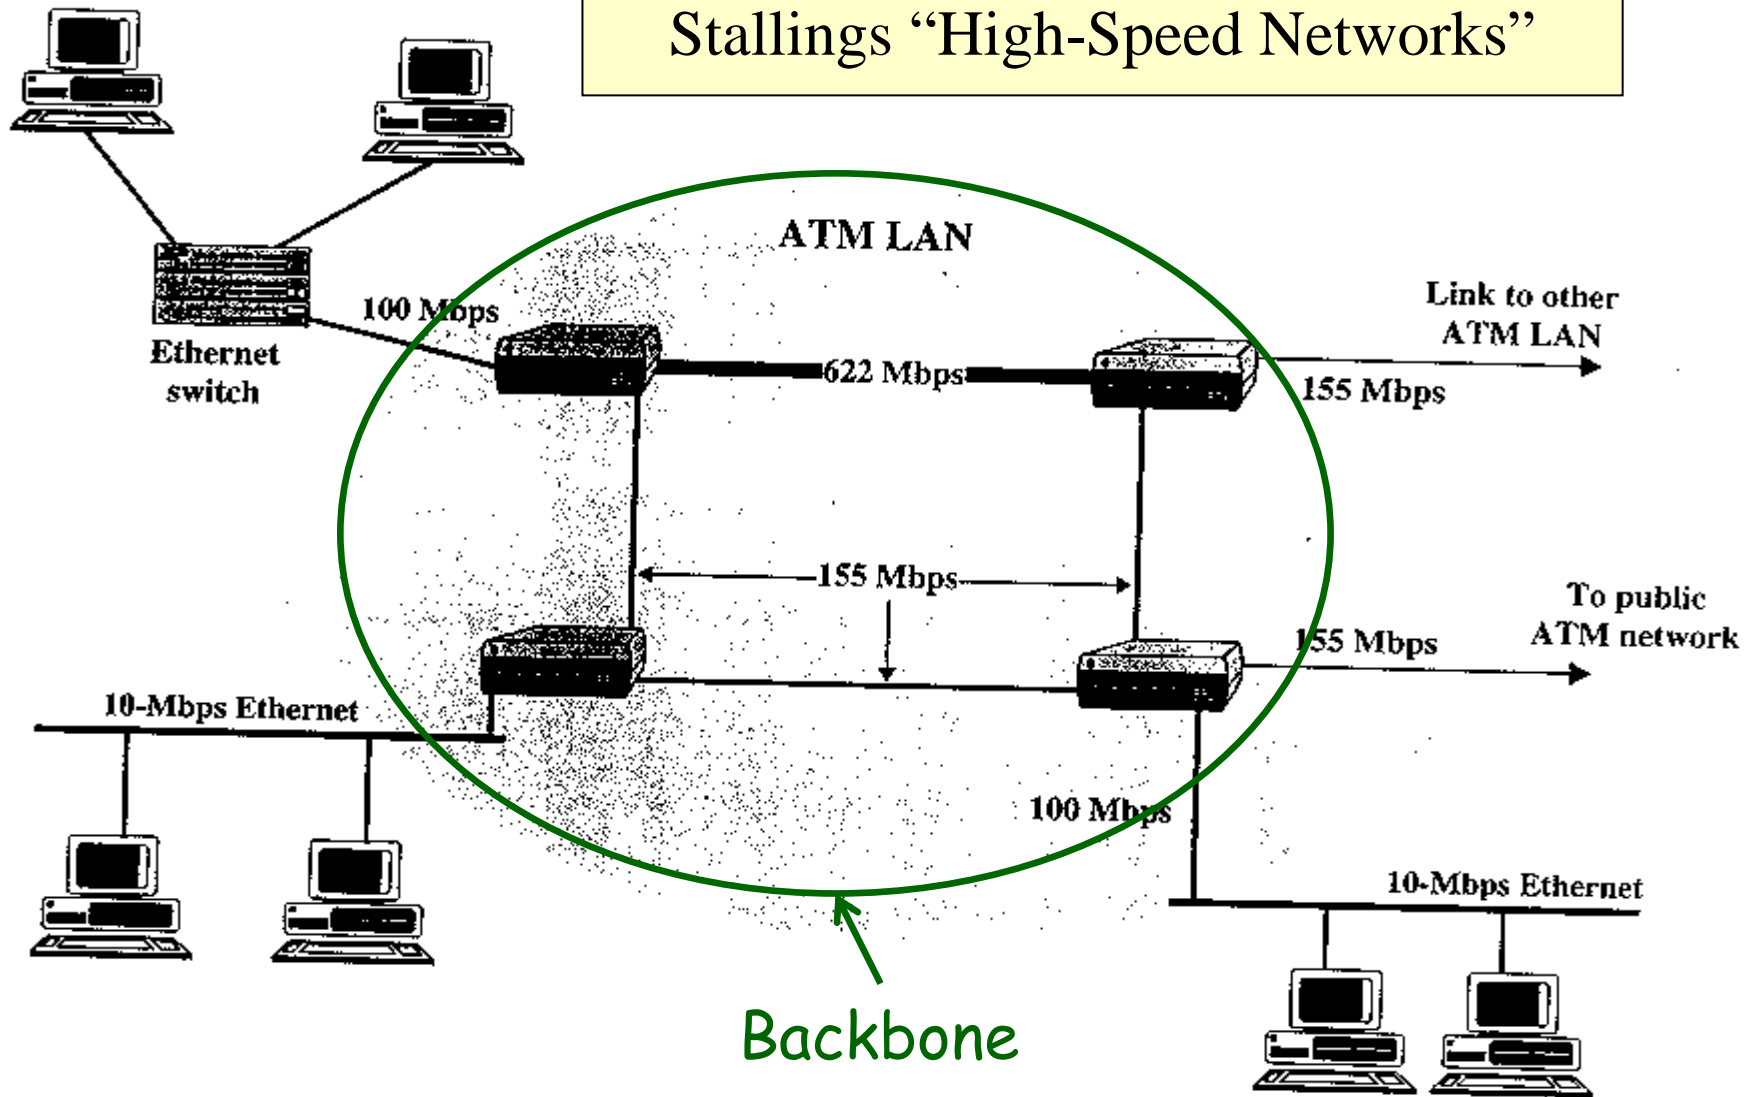 Stallings “High-Speed Networks”
ATM LAN
Link to other
ATM LAN
100 Mbps
Ethernet
switch
622 Mbps
155 Mbps
155 Mbps
To public
ATM network
155 Mbps
10-Mbps Ethernet
100 Mbps
10-Mbps Ethernet
Backbone